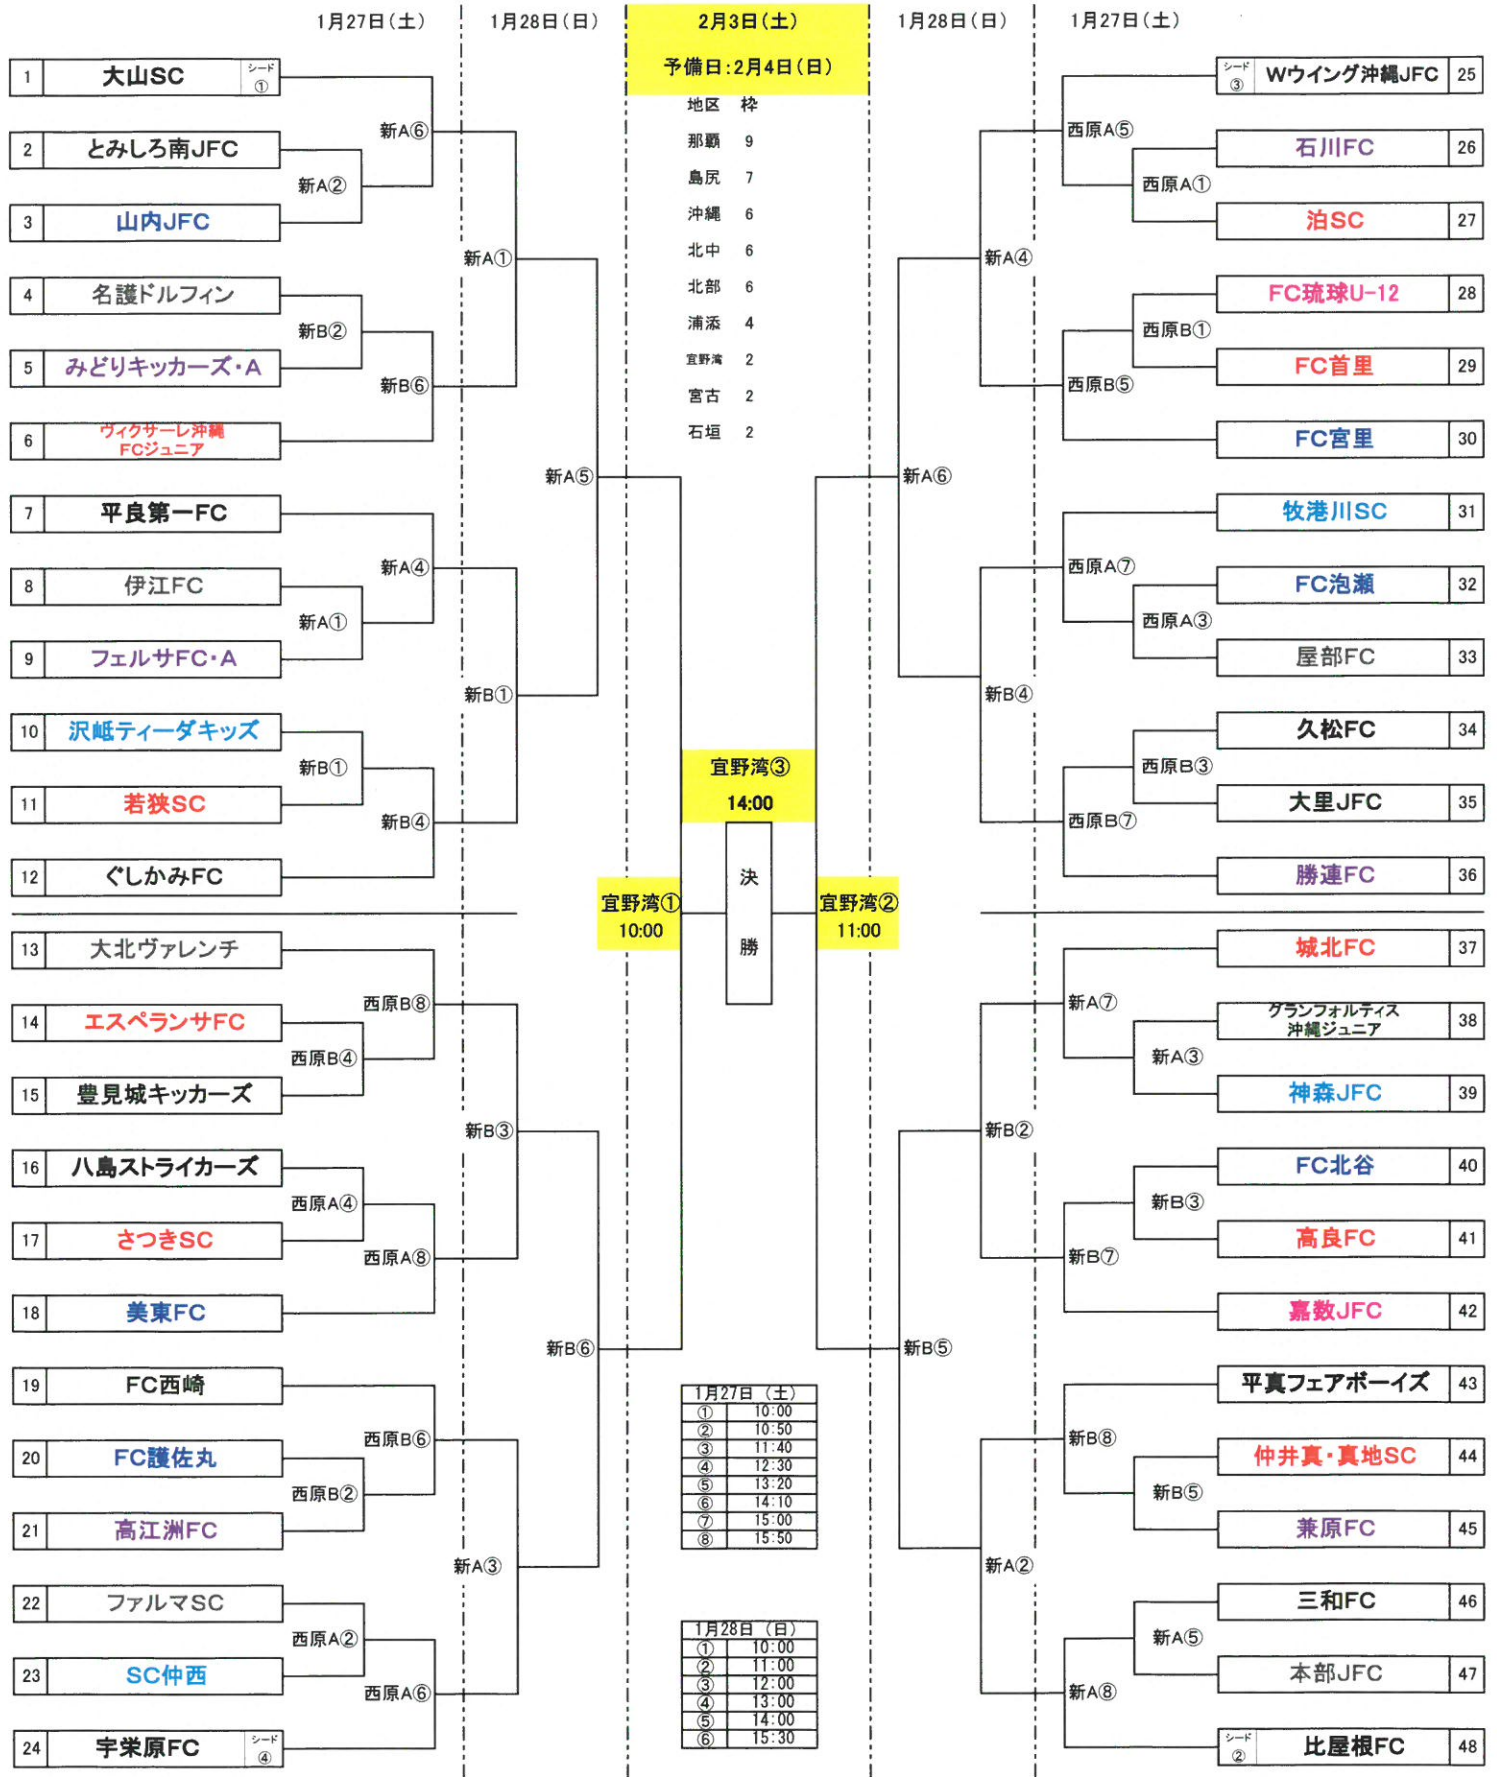 1月27日(土) 1月28日(日) 2月3日(土) 1月28日(日) 1月27日(土)
予備日:2月4日(日)
1 大山SC シード①
2 とみしろ南JFC
3 山内JFC
4 名護ドルフィン
5 みどりキッカーズ・A
6 ヴィクサーレ沖縄
FCジュニア
7 平良第一FC
8 伊江FC
9 フェルサFC・A
10 沢岻ティーダキッズ
11 若狭SC
12 ぐしかみFC
13 大北ヴァレンチ
14 エスペランサFC
15 豊見城キッカーズ
16 八島ストライカーズ
17 さつきSC
18 美東FC
19 FC西崎
20 FC護佐丸
21 高江洲FC
22 ファルマSC
23 SC仲西
24 宇栄原FC シード④
新A⑥
新A②
新B②
新B⑥
新A④
新A①
新B①
新B④
西原B⑧
西原B④
西原A④
西原A⑧
西原B⑥
西原B②
西原A②
西原A⑥
新A①
新B①
新B③
新A③
新A⑤
新B⑥
地区 枠
那覇 9
島尻 7
沖縄 6
北中 6
北部 6
浦添 4
宜野湾 2
宮古 2
石垣 2
宜野湾③
14:00
決
勝
宜野湾①
10:00
宜野湾②
11:00
1月27日 (土)
① 10:00
② 10:50
③ 11:40
④ 12:30
⑤ 13:20
⑥ 14:10
⑦ 15:00
⑧ 15:50
1月28日 (日)
① 10:00
② 11:00
③ 12:00
④ 13:00
⑤ 14:00
⑥ 15:30
新A⑥
新B⑤
新A④
新B④
新B②
新A②
西原A⑤
西原A①
西原B①
西原B⑤
西原A⑦
西原A③
西原B③
西原B⑦
新A⑦
新A③
新B③
新B⑦
新B⑧
新B⑤
新A⑤
新A⑧
シード③ Wウイング沖縄JFC 25
石川FC 26
泊SC 27
FC琉球U-12 28
FC首里 29
FC宮里 30
牧港川SC 31
FC泡瀬 32
屋部FC 33
久松FC 34
大里JFC 35
勝連FC 36
城北FC 37
グランフォルティス
沖縄ジュニア 38
神森JFC 39
FC北谷 40
高良FC 41
嘉数JFC 42
平真フェアボーイズ 43
仲井真・真地SC 44
兼原FC 45
三和FC 46
本部JFC 47
シード② 比屋根FC 48